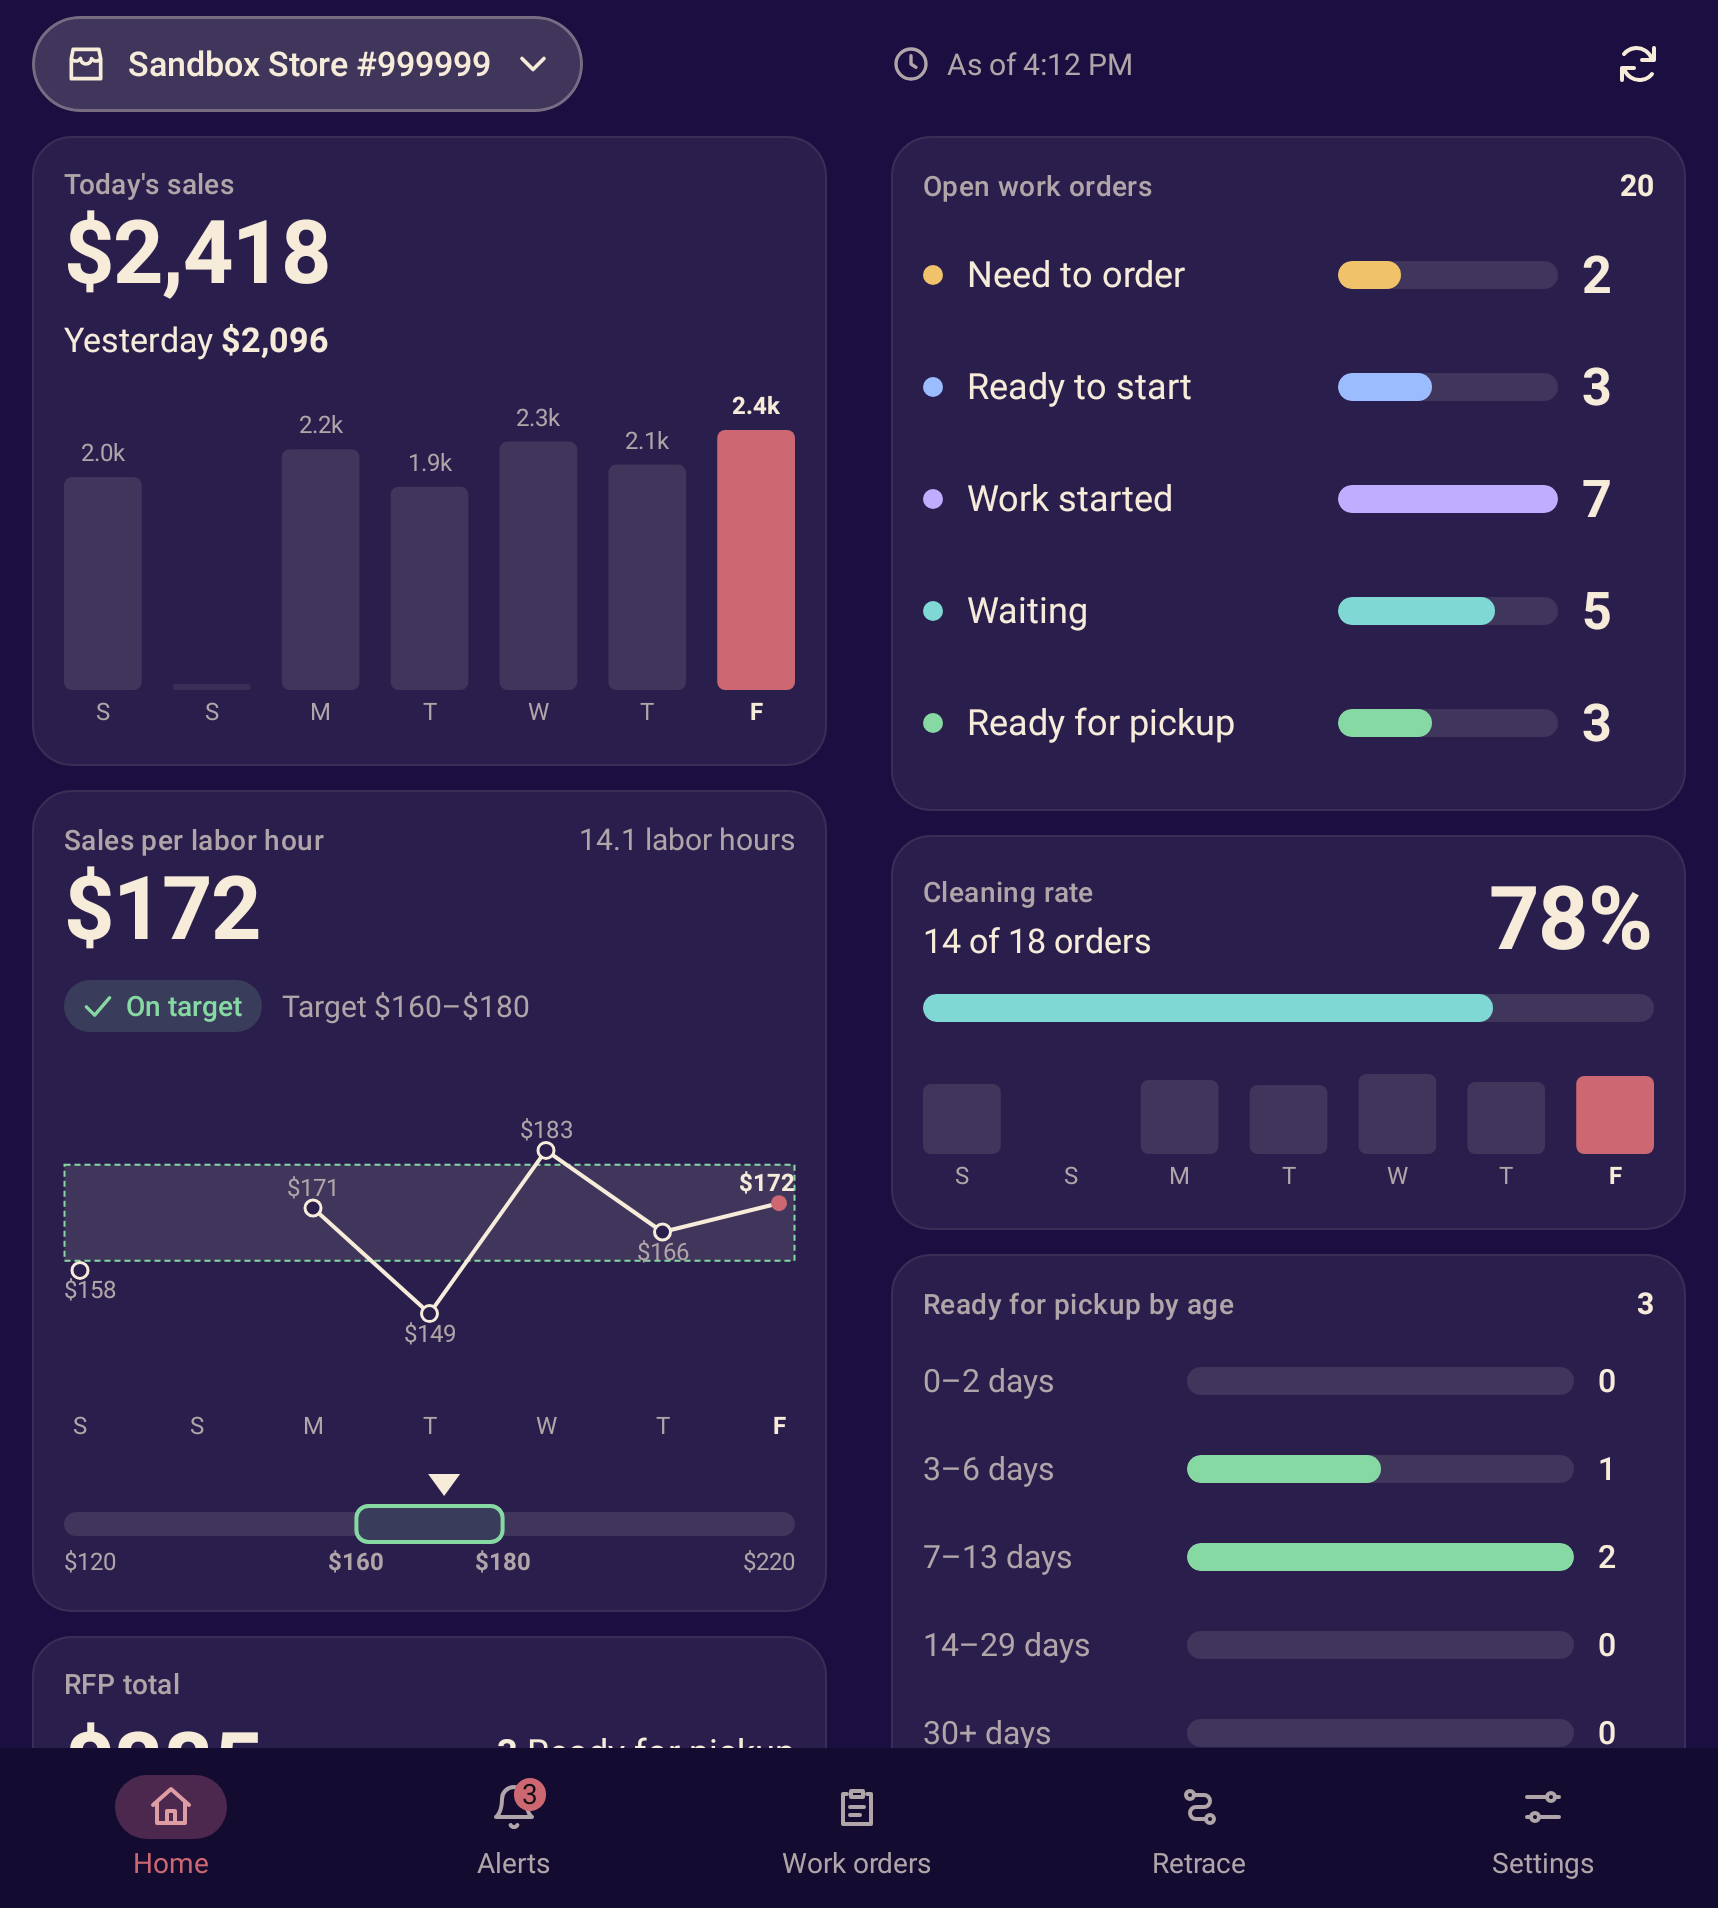 Sandbox Store #999999
As of 4:12 PM
Today's sales
$2,418
Yesterday $2,096
2.0k
2.2k
1.9k
2.3k
2.1k
2.4k
S S M T W T F
Sales per labor hour
14.1 labor hours
$172
On target
Target $160–$180
$158
$171
$149
$183
$166
$172
S S M T W T F
$120 $160 $180 $220
RFP total
Open work orders 20
Need to order 2
Ready to start 3
Work started 7
Waiting 5
Ready for pickup 3
Cleaning rate
14 of 18 orders
78%
S S M T W T F
Ready for pickup by age 3
0–2 days 0
3–6 days 1
7–13 days 2
14–29 days 0
30+ days 0
3
Home
Alerts
Work orders
Retrace
Settings